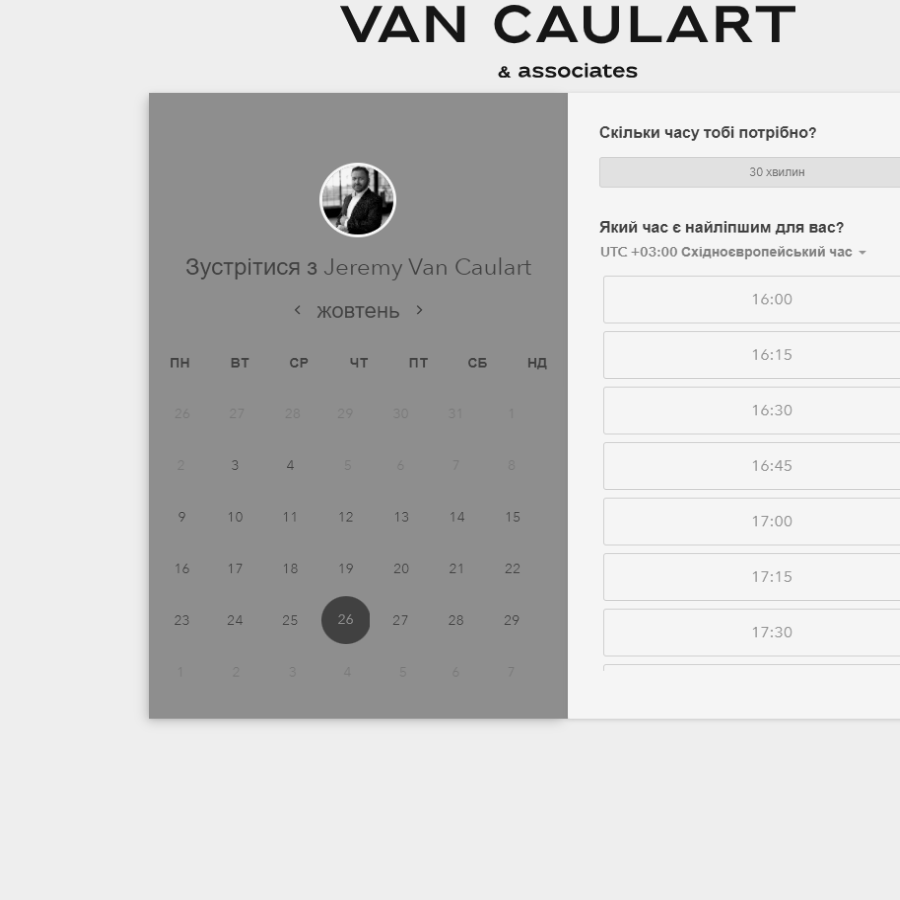 VAN CAULART
& associates
Зустрітися з Jeremy Van Caulart
жовтень
ПН ВТ СР ЧТ ПТ СБ НД
26 27 28 29 30 31 1
2 3 4 5 6 7 8
9 10 11 12 13 14 15
16 17 18 19 20 21 22
23 24 25 26 27 28 29
1 2 3 4 5 6 7
Скільки часу тобі потрібно?
30 хвилин
Який час є найліпшим для вас?
UTC +03:00 Східноєвропейський час
16:00
16:15
16:30
16:45
17:00
17:15
17:30